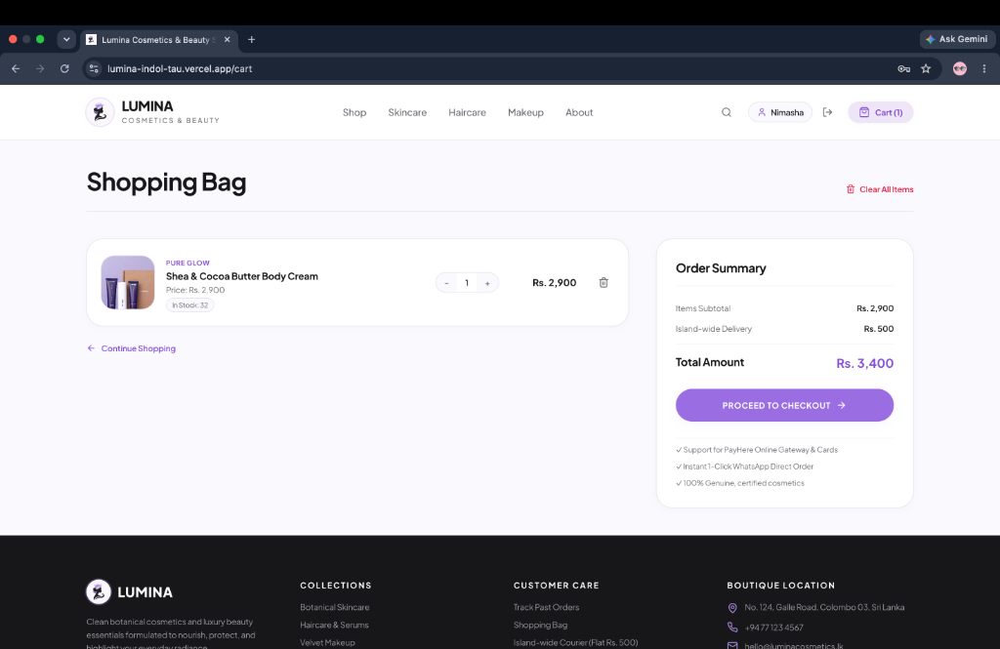 Lumina Cosmetics & Beauty
Ask Gemini
lumina-indol-tau.vercel.app/cart
LUMINA
COSMETICS & BEAUTY
Shop
Skincare
Haircare
Makeup
About
Nimasha
Cart (1)
Shopping Bag
Clear All Items
PURE GLOW
Shea & Cocoa Butter Body Cream
Price: Rs. 2,900
In Stock: 32
- 1 +
Rs. 2,900
← Continue Shopping
Order Summary
Items Subtotal Rs. 2,900
Island-wide Delivery Rs. 500
Total Amount Rs. 3,400
PROCEED TO CHECKOUT →
✓ Support for PayHere Online Gateway & Cards
✓ Instant 1-Click WhatsApp Direct Order
✓ 100% Genuine, certified cosmetics
LUMINA
Clean botanical cosmetics and luxury beauty
essentials formulated to nourish, protect, and
highlight your everyday radiance.
COLLECTIONS
Botanical Skincare
Haircare & Serums
Velvet Makeup
CUSTOMER CARE
Track Past Orders
Shopping Bag
Island-wide Courier (Flat Rs. 500)
BOUTIQUE LOCATION
No. 124, Galle Road, Colombo 03, Sri Lanka
+94 77 123 4567
hello@luminacosmetics.lk